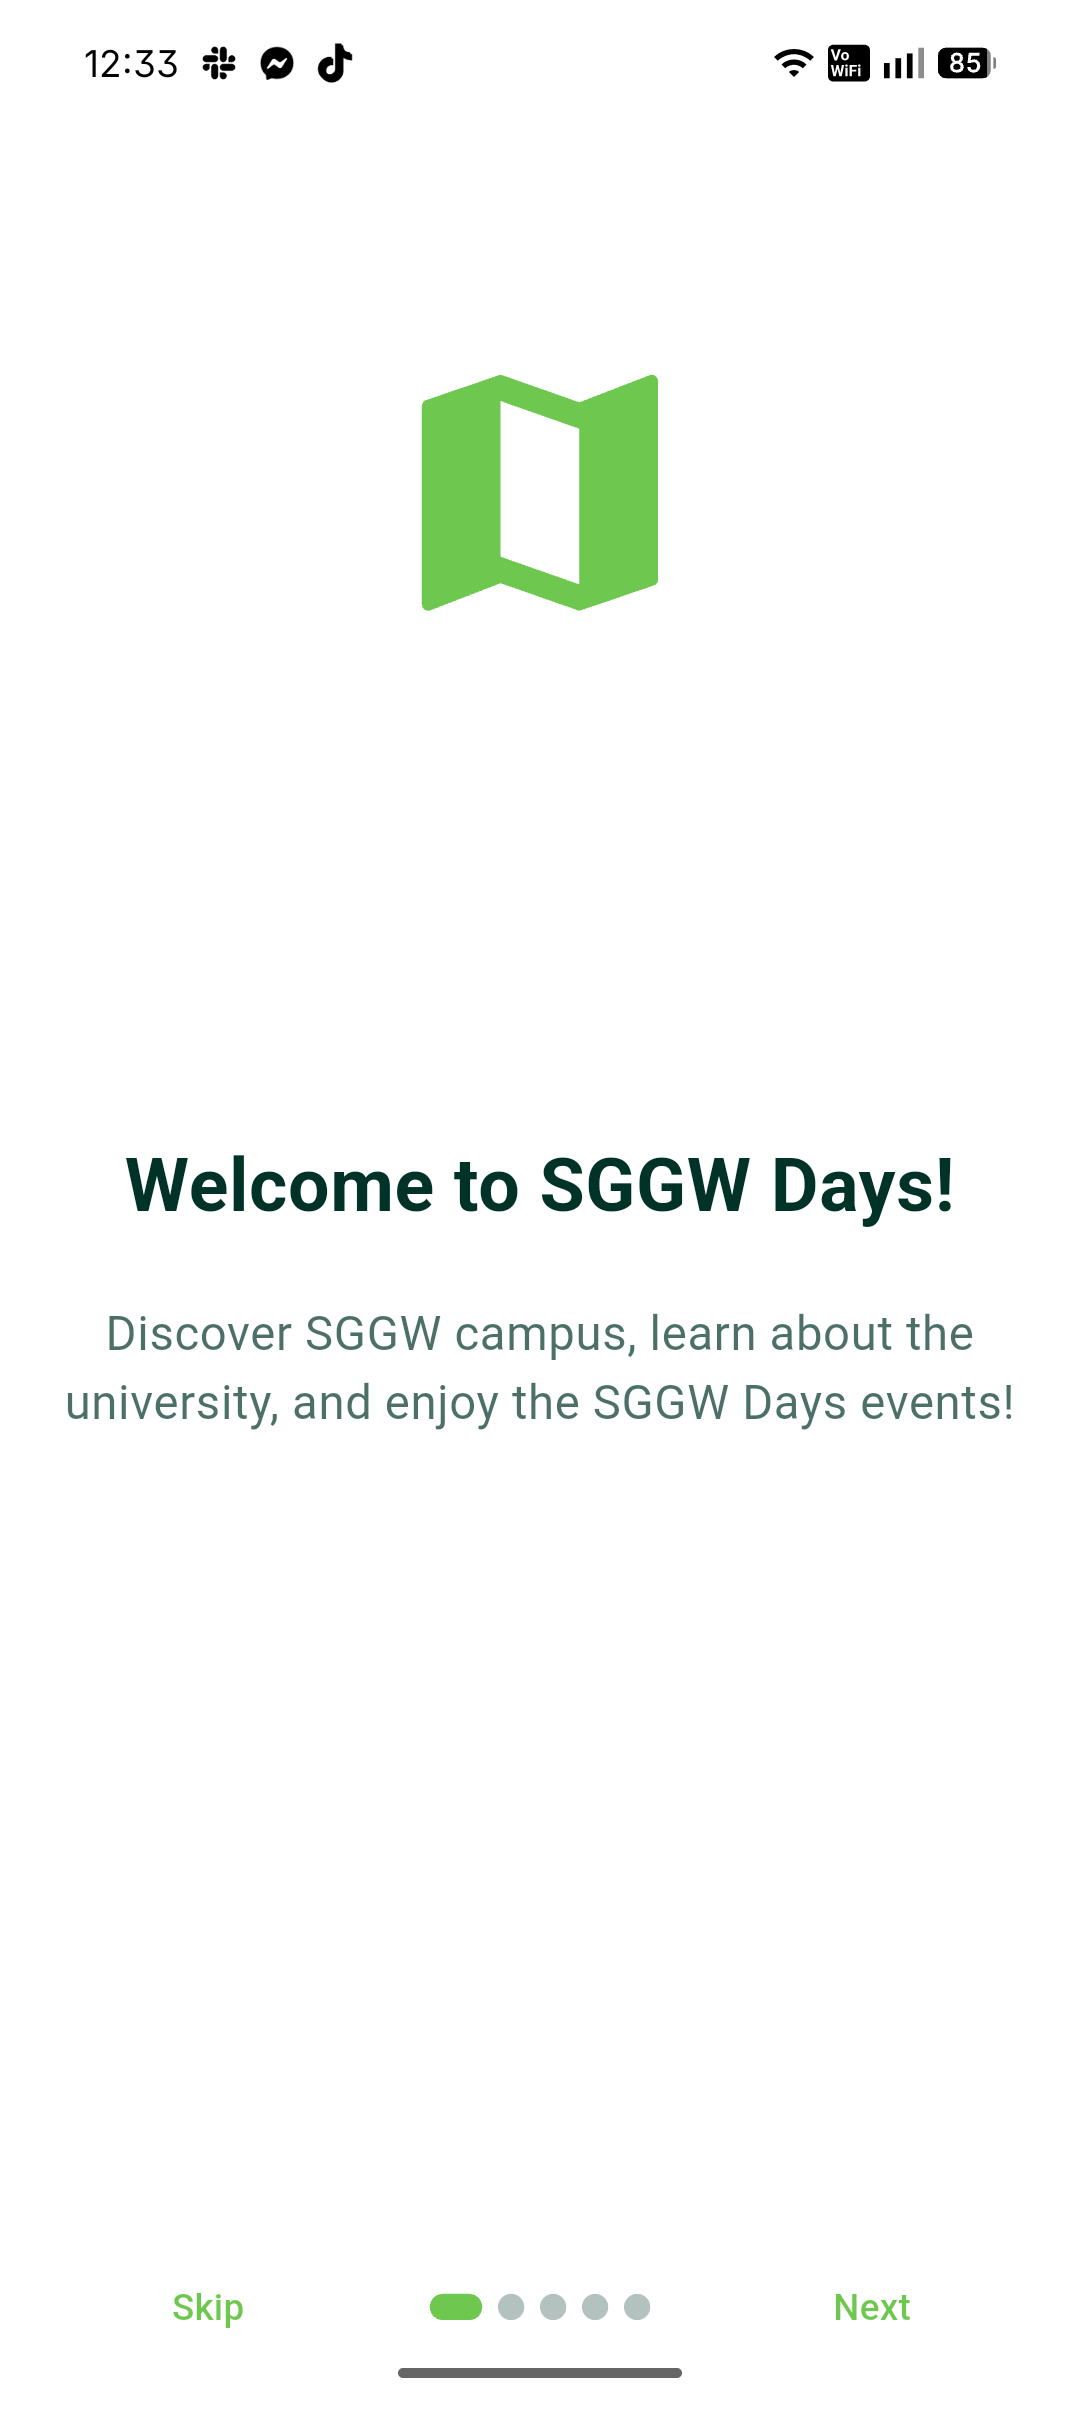 12:33
Vo
WiFi
85
Welcome to SGGW Days!
Discover SGGW campus, learn about the
university, and enjoy the SGGW Days events!
Skip
Next